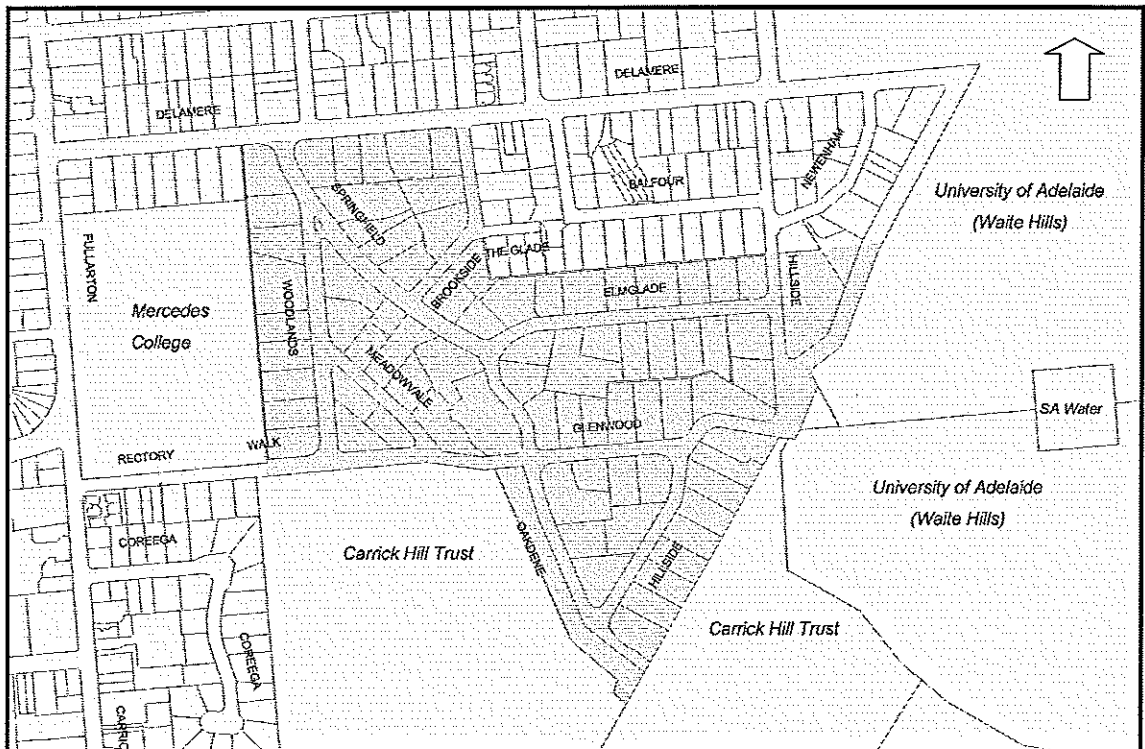 DELAMERE
DELAMERE
NEWENHAM
BALFOUR
SPRINGFIELD
University of Adelaide
(Waite Hills)
FULLARTON
THE GLADE
BROOKSIDE
HILLSIDE
WOODLANDS
ELMGLADE
Mercedes
College
MEADOWVALE
SA Water
GLENWOOD
WALK
RECTORY
University of Adelaide
(Waite Hills)
COREEGA
Carrick Hill Trust
OAKDENE
HILLSIDE
Carrick Hill Trust
COREEGA
CARRIC